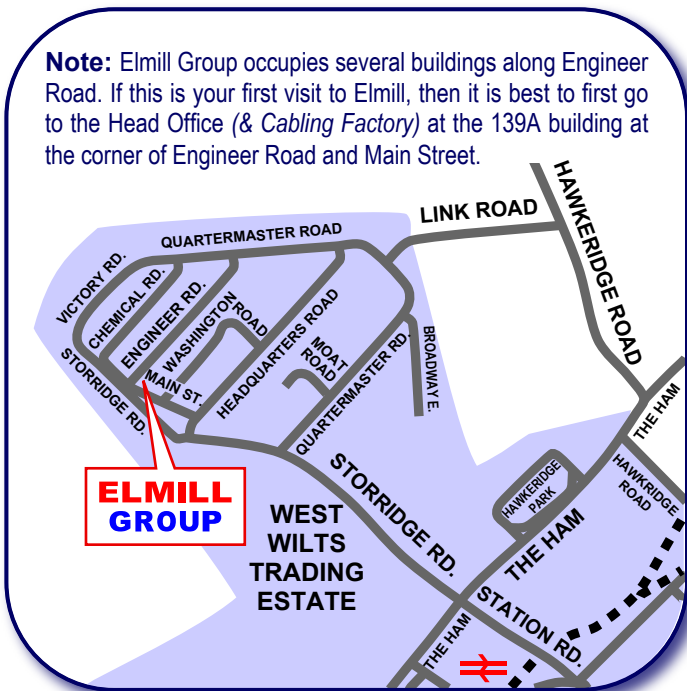 Note: Elmill Group occupies several buildings along Engineer
Road. If this is your first visit to Elmill, then it is best to first go
to the Head Office (& Cabling Factory) at the 139A building at
the corner of Engineer Road and Main Street.
HAWKERIDGE ROAD
LINK ROAD
QUARTERMASTER ROAD
VICTORY RD.
CHEMICAL RD.
ENGINEER RD.
WASHINGTON
ROAD
HEADQUARTERS ROAD
MOAT
ROAD
QUARTERMASTER RD.
BROADWAY E.
MAIN ST.
STORRIDGE RD.
THE HAM
HAWKRIDGE
ROAD
HAWKERIDGE
PARK
ELMILL
GROUP
WEST
WILTS
TRADING
ESTATE
STORRIDGE RD.
THE HAM
STATION RD.
THE HAM